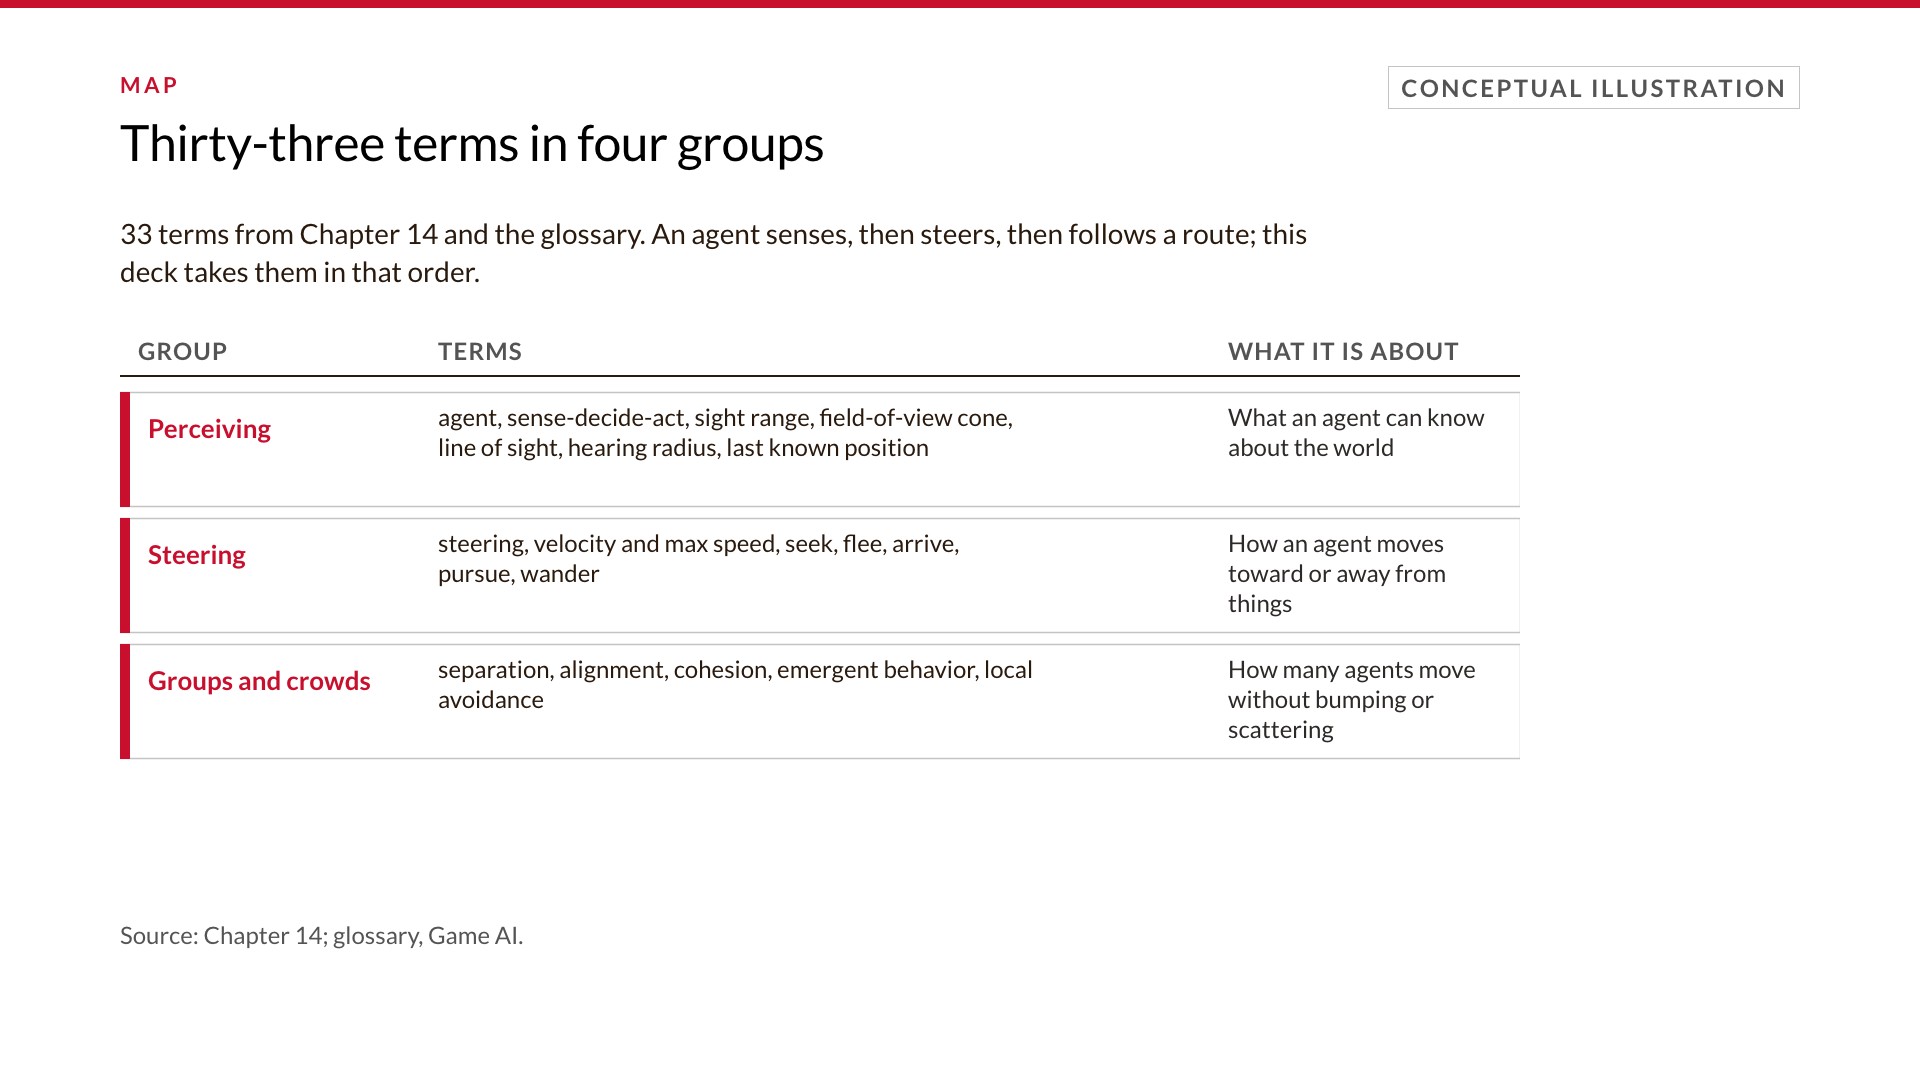 MAP
CONCEPTUAL ILLUSTRATION
Thirty-three terms in four groups
33 terms from Chapter 14 and the glossary. An agent senses, then steers, then follows a route; this
deck takes them in that order.
GROUP
TERMS
WHAT IT IS ABOUT
Perceiving
agent, sense-decide-act, sight range, field-of-view cone,
line of sight, hearing radius, last known position
What an agent can know
about the world
Steering
steering, velocity and max speed, seek, flee, arrive,
pursue, wander
How an agent moves
toward or away from
things
Groups and crowds
separation, alignment, cohesion, emergent behavior, local
avoidance
How many agents move
without bumping or
scattering
Source: Chapter 14; glossary, Game AI.